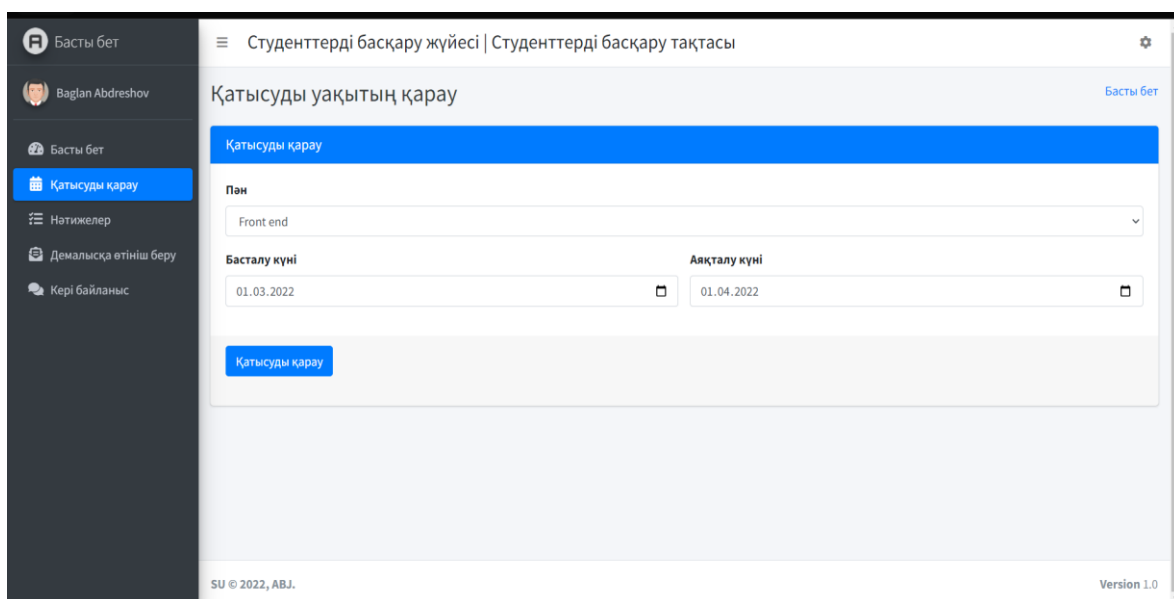 Басты бет
Baglan Abdreshov
Басты бет
Қатысуды қарау
Нәтижелер
Демалысқа өтініш беру
Кері байланыс
Студенттерді басқару жүйесі | Студенттерді басқару тақтасы
Қатысуды уақытың қарау
Басты бет
Қатысуды қарау
Пән
Front end
Басталу күні
Аяқталу күні
01.03.2022
01.04.2022
Қатысуды қарау
SU © 2022, ABJ.
Version 1.0